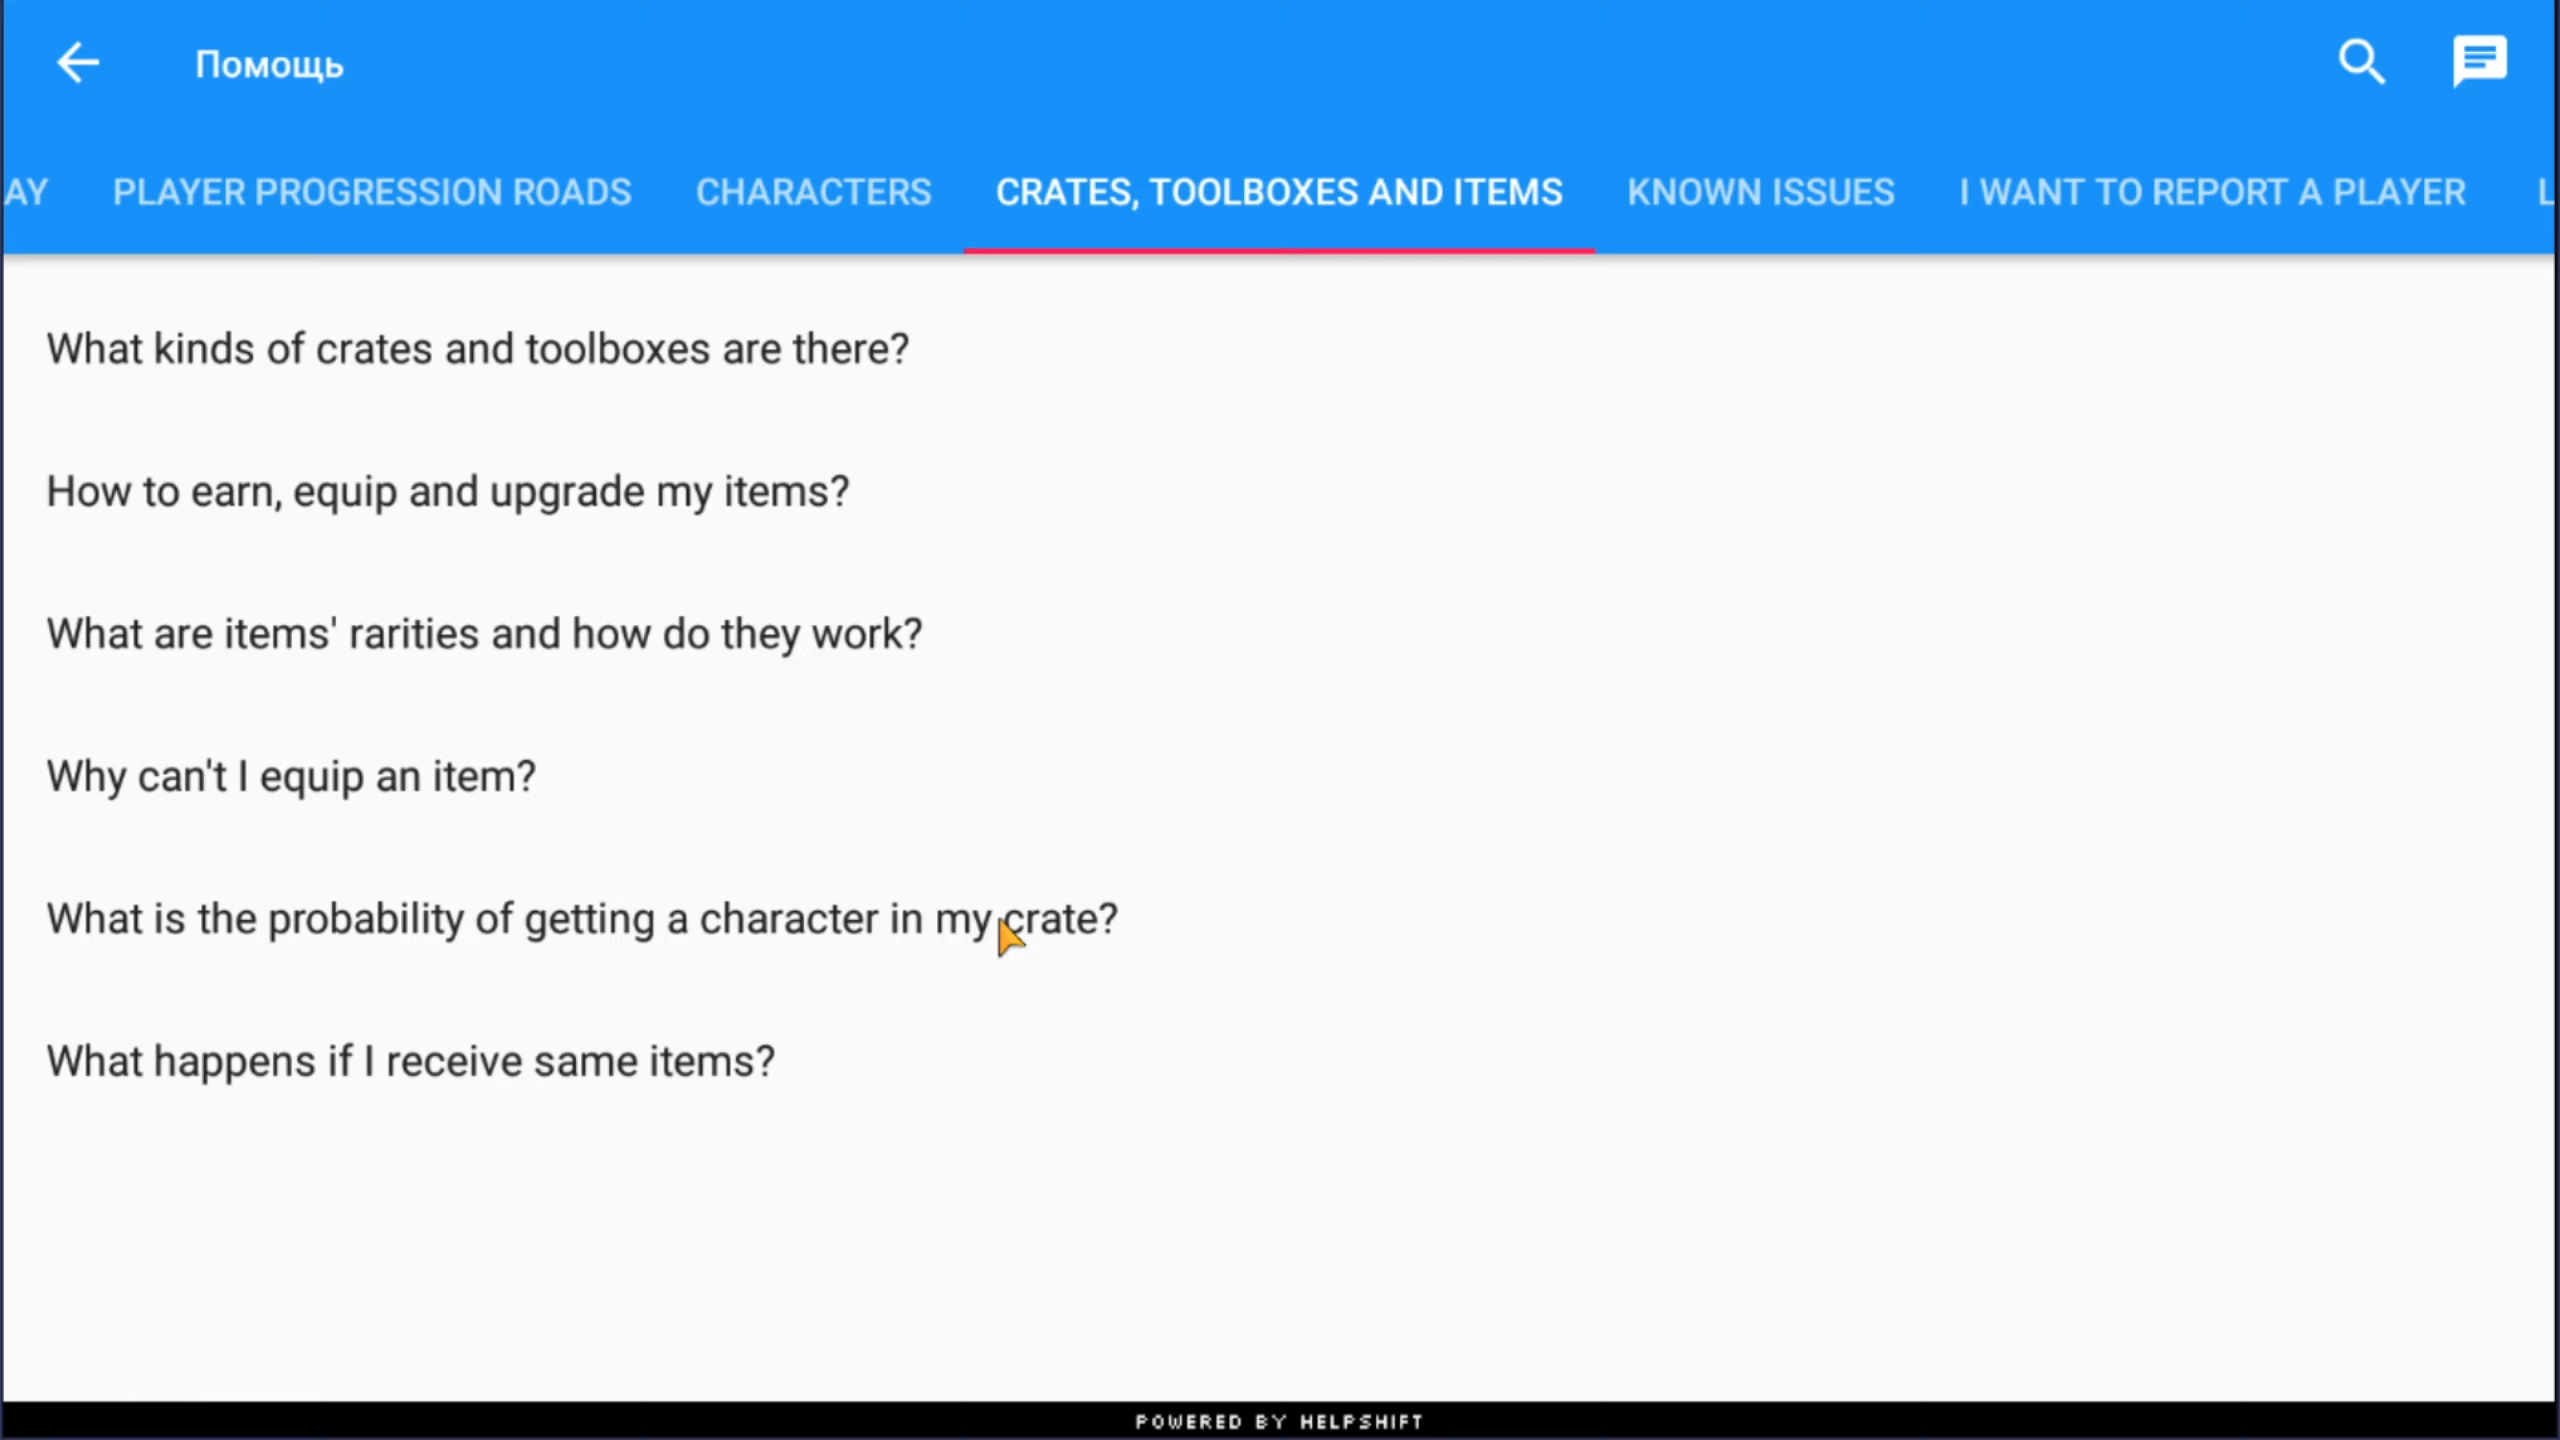 Помощь
AY PLAYER PROGRESSION ROADS CHARACTERS CRATES, TOOLBOXES AND ITEMS KNOWN ISSUES I WANT TO REPORT A PLAYER L
What kinds of crates and toolboxes are there?
How to earn, equip and upgrade my items?
What are items' rarities and how do they work?
Why can't I equip an item?
What is the probability of getting a character in my crate?
What happens if I receive same items?
POWERED BY HELPSHIFT